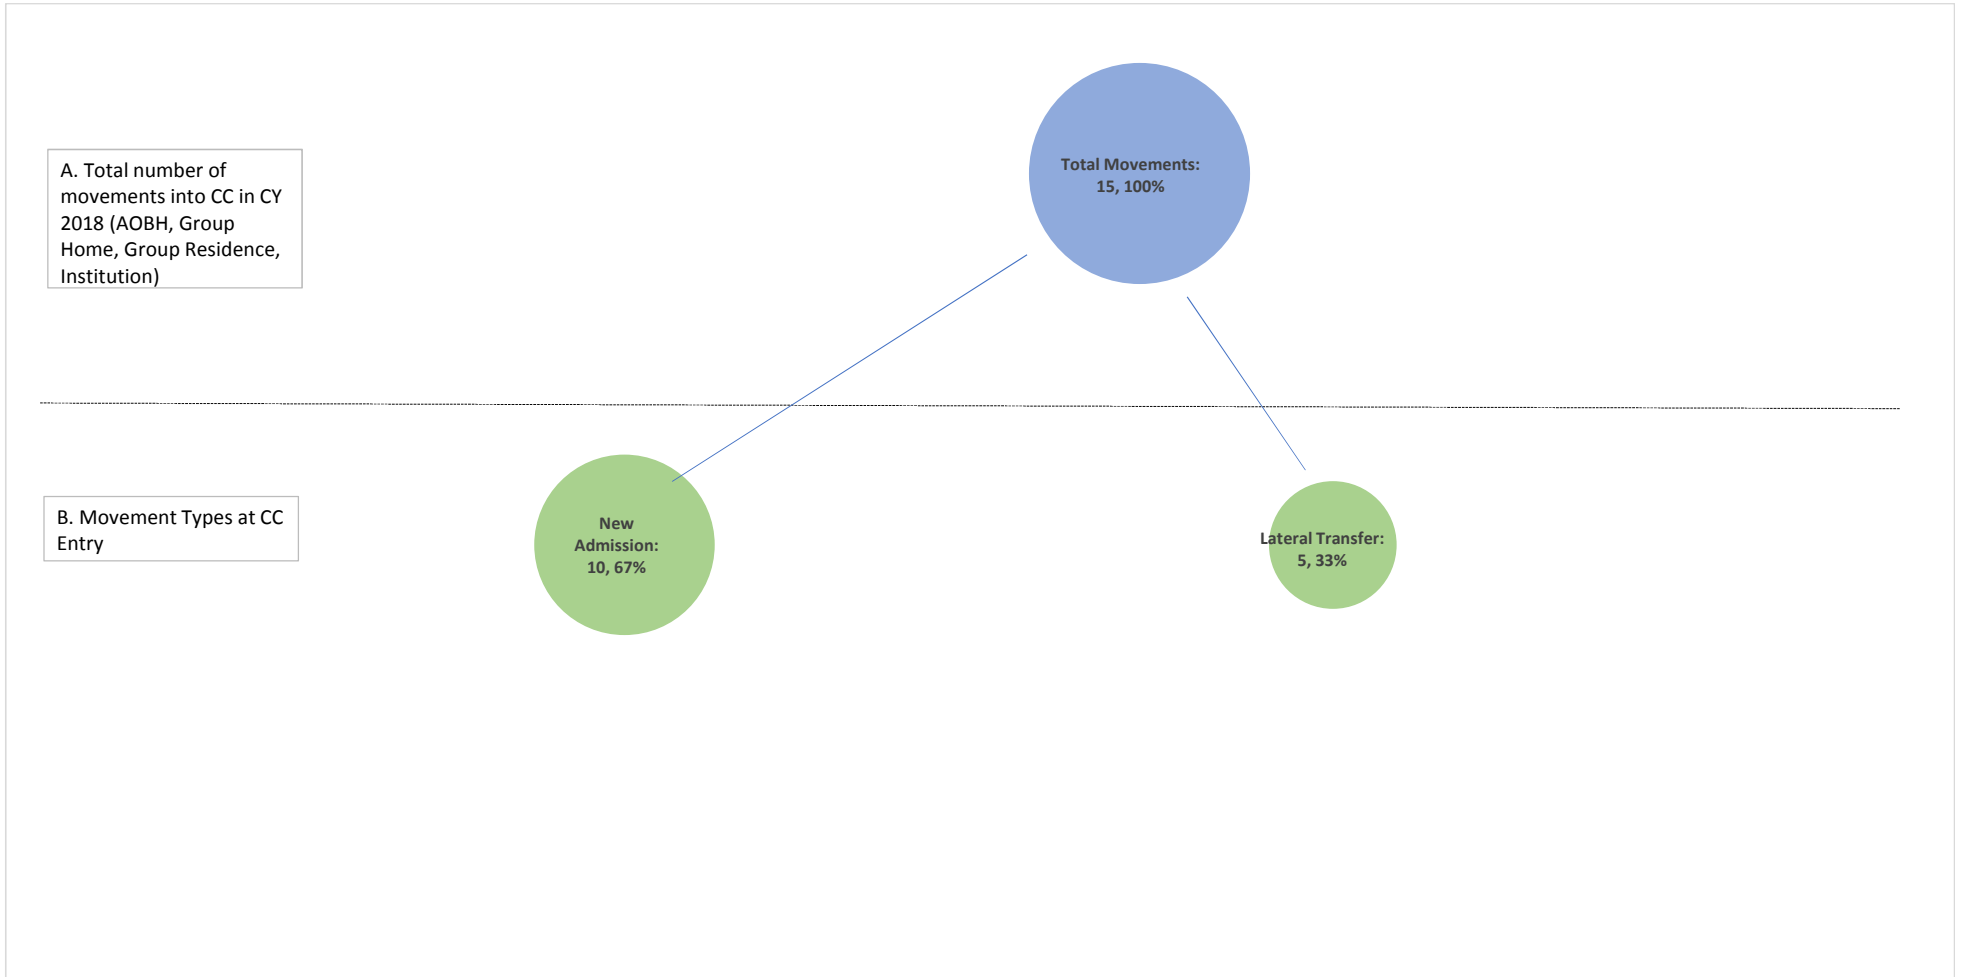 A. Total number of
movements into CC in CY
2018 (AOBH, Group
Home, Group Residence,
Institution)
Total Movements:
15, 100%
B. Movement Types at CC
Entry
New
Admission:
10, 67%
Lateral Transfer:
5, 33%